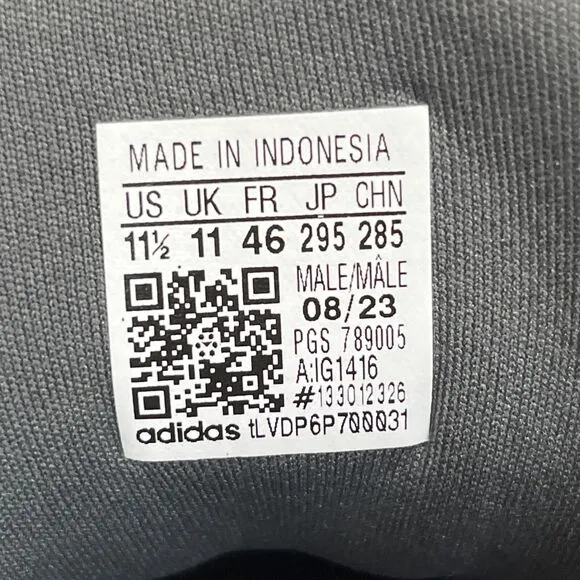 MADE IN INDONESIA
US UK FR JP CHN
11½ 11 46 295 285
MALE/MÂLE
08/23
PGS 789005
A:IG1416
#133012326
adidas tLVDP6P700031